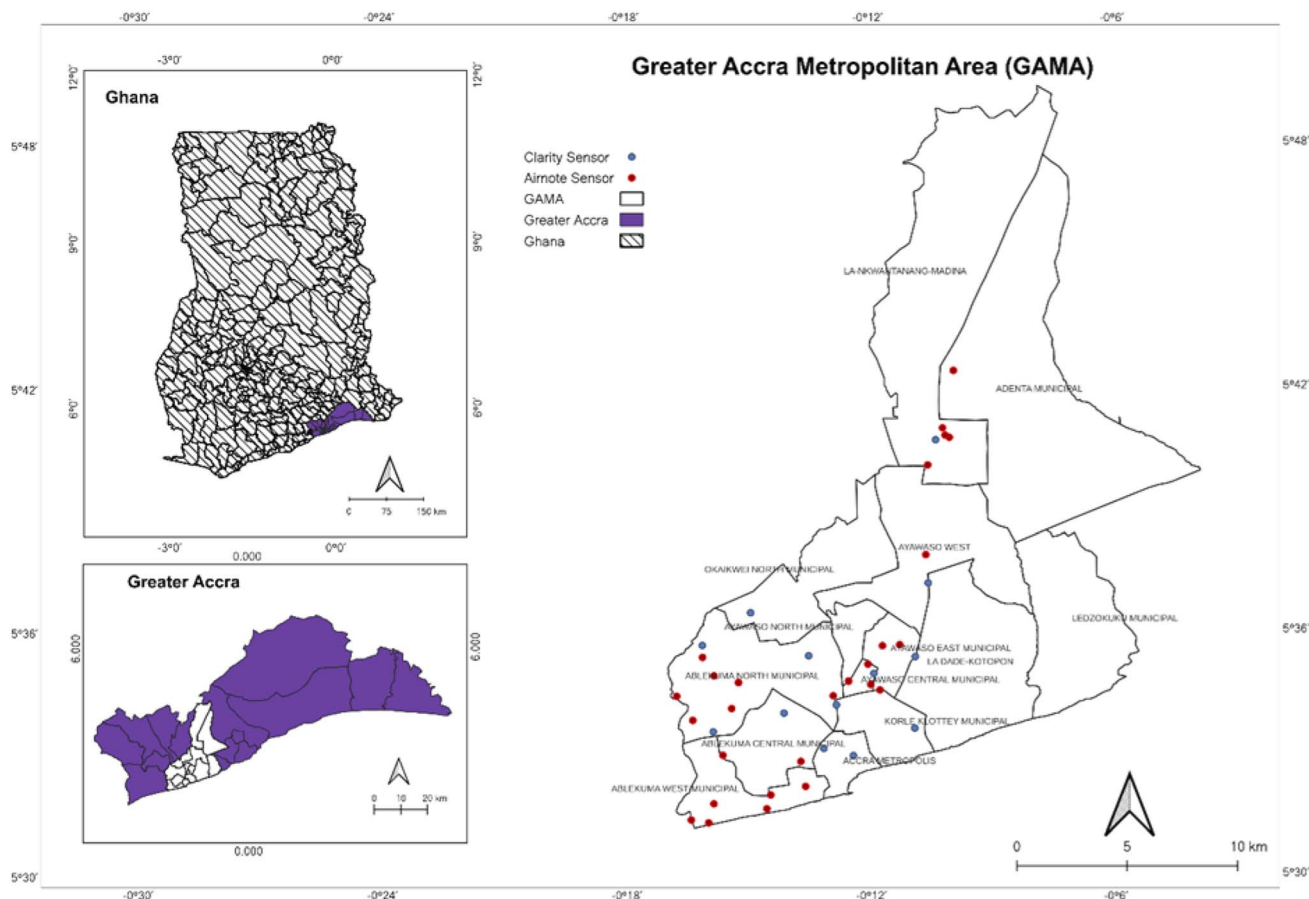 -0°30' -0°24' -0°18' -0°12' -0°6'
-3°0' 0°0'
Greater Accra Metropolitan Area (GAMA)
12°0' 12°0'
Ghana
5°48' 5°48'
Clarity Sensor
Airnote Sensor
GAMA
Greater Accra
Ghana
9°0' 9°0'
LA-NKWANTANANG-MADINA
5°42' 5°42'
ADENTA MUNICIPAL
6°0' 6°0'
0 75 150 km
-3°0' 0°0'
0.000
AYAWASO WEST
OKAIKWEI NORTH MUNICIPAL
Greater Accra
LEDZOKUKU MUNICIPAL
AYAWASO NORTH MUNICIPAL
5°36' 5°36'
6.000 6.000
AYAWASO EAST MUNICIPAL
LA DADE-KOTOPON
ABLEKUMA NORTH MUNICIPAL
AYAWASO CENTRAL MUNICIPAL
KORLE KLOTTEY MUNICIPAL
ABLEKUMA CENTRAL MUNICIPAL
ACCRA METROPOLIS
ABLEKUMA WEST MUNICIPAL
0 10 20 km
0.000
0 5 10 km
5°30' 5°30'
-0°30' -0°24' -0°18' -0°12' -0°6'